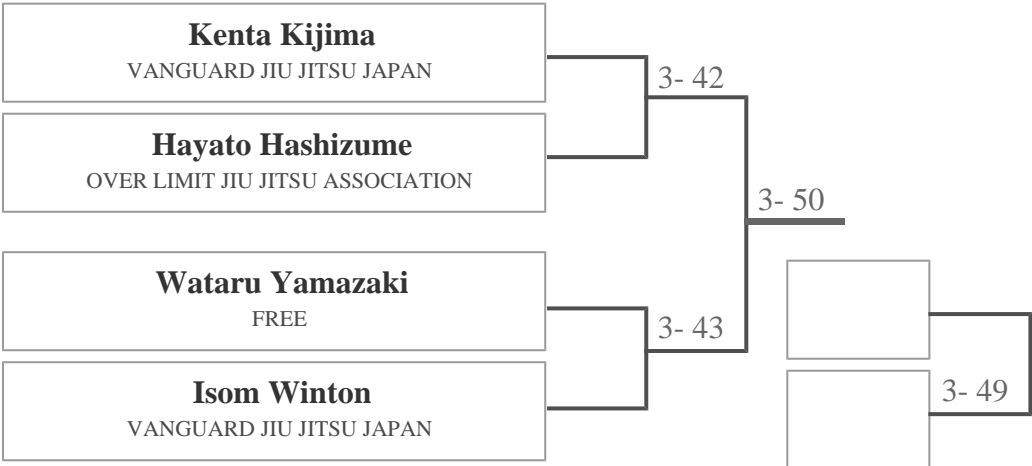 Kenta Kijima
VANGUARD JIU JITSU JAPAN
3- 42
Hayato Hashizume
OVER LIMIT JIU JITSU ASSOCIATION
3- 50
Wataru Yamazaki
FREE
3- 43
Isom Winton
VANGUARD JIU JITSU JAPAN
3- 49